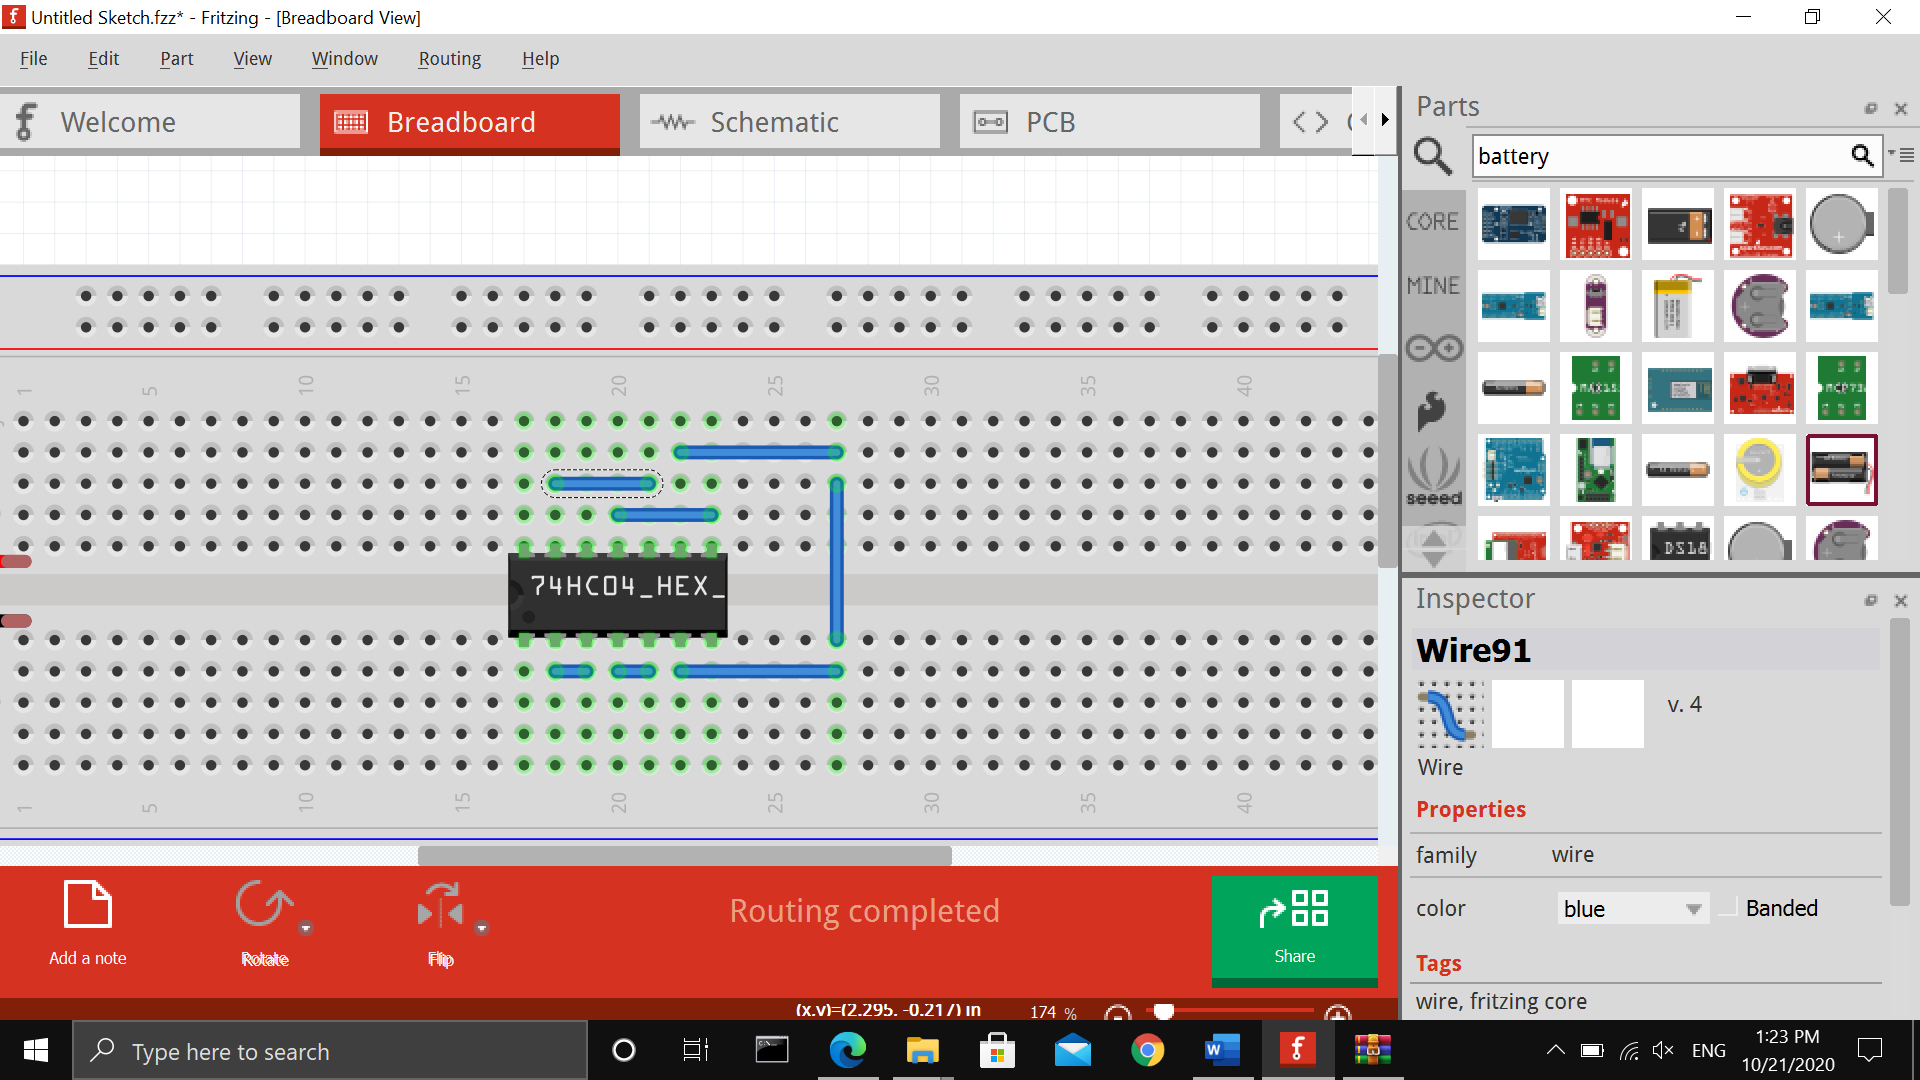 Untitled Sketch.fzz* - Fritzing - [Breadboard View]
File Edit Part View Window Routing Help
Welcome
Breadboard
Schematic
PCB
Parts
battery
CORE
MINE
seeed
1 5 10 15 20 25 30 35 40
74HC04_HEX_
1 5 10 15 20 25 30 35 40
DS18
Inspector
Wire91
v. 4
Wire
Properties
family wire
color blue Banded
Tags
wire, fritzing core
Routing completed
Add a note
Rotate
Flip
Share
(x,y)=(2.295, -0.217) in
174 %
Type here to search
ENG
1:23 PM
10/21/2020